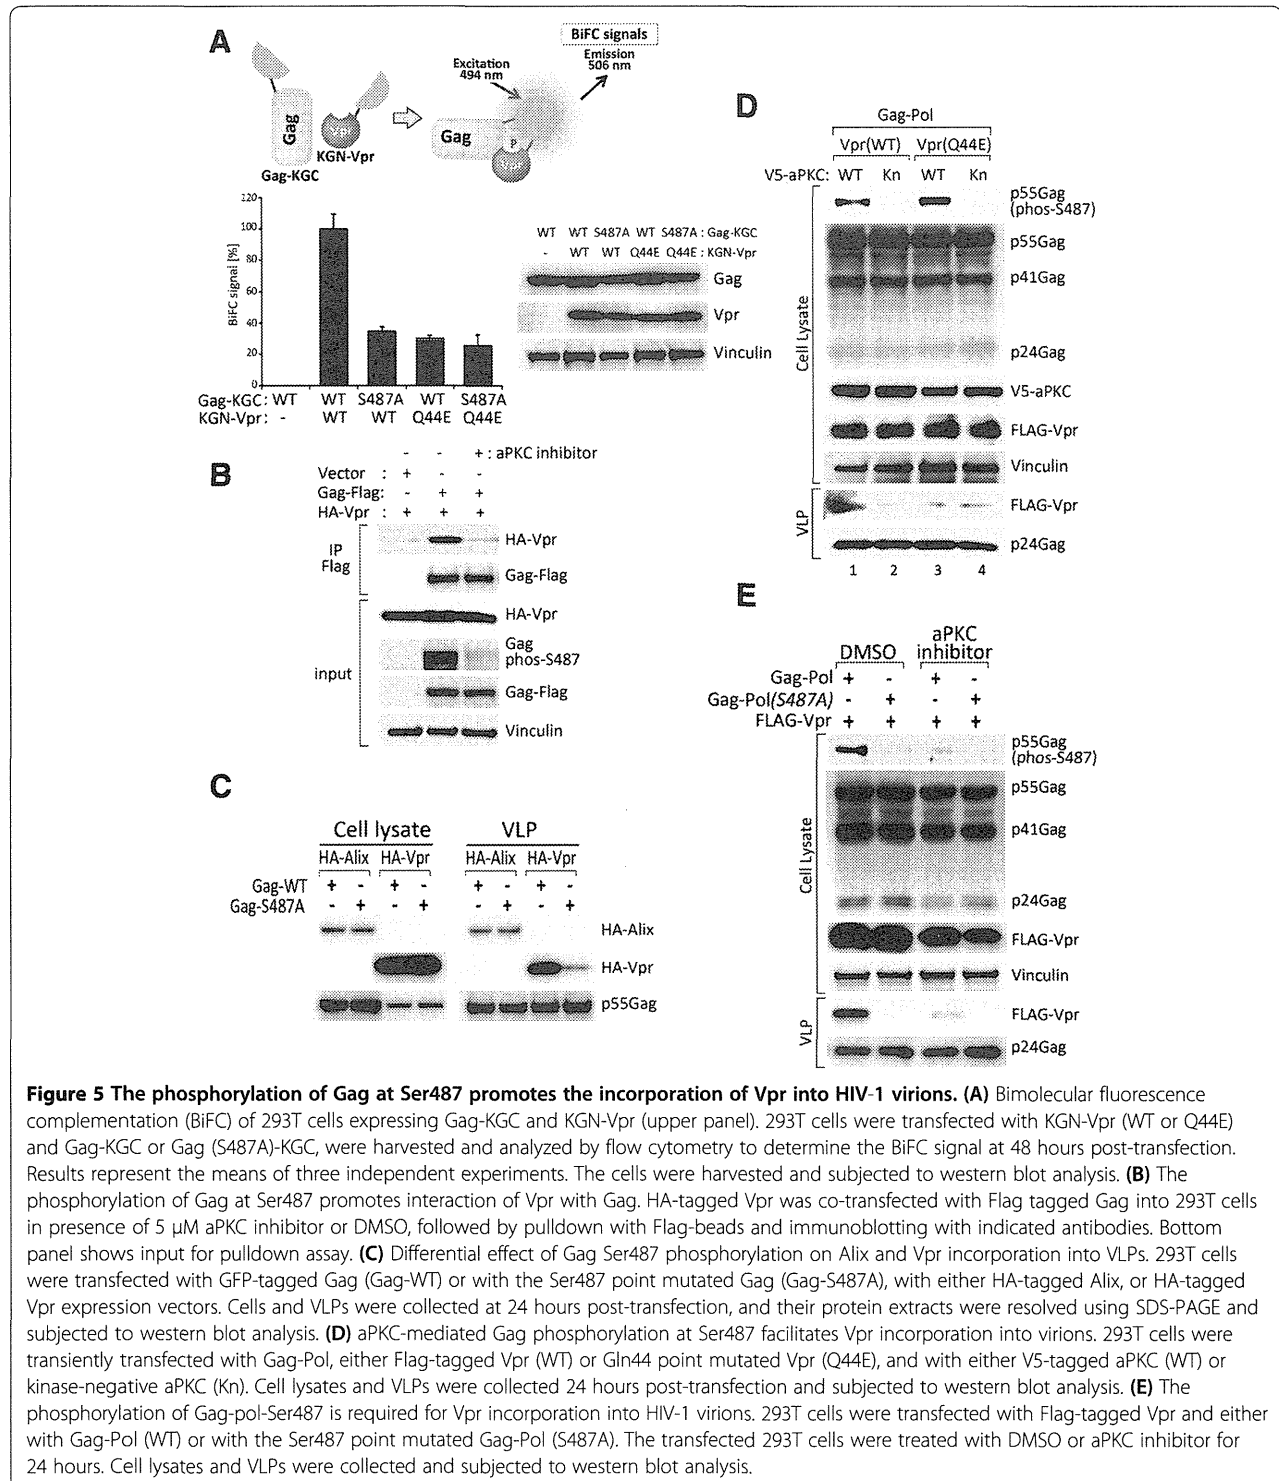 A
BiFC signals
Excitation
494 nm
Emission
506 nm
Gag
Vpr
KGN-Vpr
Gag-KGC
Gag
P
Vpr
BiFC signal [%]
120
100
80
60
40
20
0
Gag-KGC: WT WT S487A WT S487A
KGN-Vpr: - WT WT Q44E Q44E
WT WT S487A WT S487A : Gag-KGC
- WT WT Q44E Q44E : KGN-Vpr
Gag
Vpr
Vinculin
B
- - + : aPKC inhibitor
Vector : + - -
Gag-Flag: - + +
HA-Vpr : + + +
IP
Flag
HA-Vpr
Gag-Flag
input
HA-Vpr
Gag
phos-S487
Gag-Flag
Vinculin
C
Cell lysate VLP
HA-Alix HA-Vpr HA-Alix HA-Vpr
Gag-WT + - + - + - + -
Gag-S487A - + - + - + - +
HA-Alix
HA-Vpr
p55Gag
D
Gag-Pol
Vpr(WT) Vpr(Q44E)
V5-aPKC: WT Kn WT Kn
Cell Lysate
p55Gag
(phos-S487)
p55Gag
p41Gag
p24Gag
V5-aPKC
FLAG-Vpr
Vinculin
VLP
FLAG-Vpr
p24Gag
1 2 3 4
E
DMSO
aPKC
inhibitor
Gag-Pol + - + -
Gag-Pol(S487A) - + - +
FLAG-Vpr + + + +
Cell Lysate
p55Gag
(phos-S487)
p55Gag
p41Gag
p24Gag
FLAG-Vpr
Vinculin
VLP
FLAG-Vpr
p24Gag
Figure 5 The phosphorylation of Gag at Ser487 promotes the incorporation of Vpr into HIV-1 virions. (A) Bimolecular fluorescence
complementation (BiFC) of 293T cells expressing Gag-KGC and KGN-Vpr (upper panel). 293T cells were transfected with KGN-Vpr (WT or Q44E)
and Gag-KGC or Gag (S487A)-KGC, were harvested and analyzed by flow cytometry to determine the BiFC signal at 48 hours post-transfection.
Results represent the means of three independent experiments. The cells were harvested and subjected to western blot analysis. (B) The
phosphorylation of Gag at Ser487 promotes interaction of Vpr with Gag. HA-tagged Vpr was co-transfected with Flag tagged Gag into 293T cells
in presence of 5 μM aPKC inhibitor or DMSO, followed by pulldown with Flag-beads and immunoblotting with indicated antibodies. Bottom
panel shows input for pulldown assay. (C) Differential effect of Gag Ser487 phosphorylation on Alix and Vpr incorporation into VLPs. 293T cells
were transfected with GFP-tagged Gag (Gag-WT) or with the Ser487 point mutated Gag (Gag-S487A), with either HA-tagged Alix, or HA-tagged
Vpr expression vectors. Cells and VLPs were collected at 24 hours post-transfection, and their protein extracts were resolved using SDS-PAGE and
subjected to western blot analysis. (D) aPKC-mediated Gag phosphorylation at Ser487 facilitates Vpr incorporation into virions. 293T cells were
transiently transfected with Gag-Pol, either Flag-tagged Vpr (WT) or Gln44 point mutated Vpr (Q44E), and with either V5-tagged aPKC (WT) or
kinase-negative aPKC (Kn). Cell lysates and VLPs were collected 24 hours post-transfection and subjected to western blot analysis. (E) The
phosphorylation of Gag-pol-Ser487 is required for Vpr incorporation into HIV-1 virions. 293T cells were transfected with Flag-tagged Vpr and either
with Gag-Pol (WT) or with the Ser487 point mutated Gag-Pol (S487A). The transfected 293T cells were treated with DMSO or aPKC inhibitor for
24 hours. Cell lysates and VLPs were collected and subjected to western blot analysis.